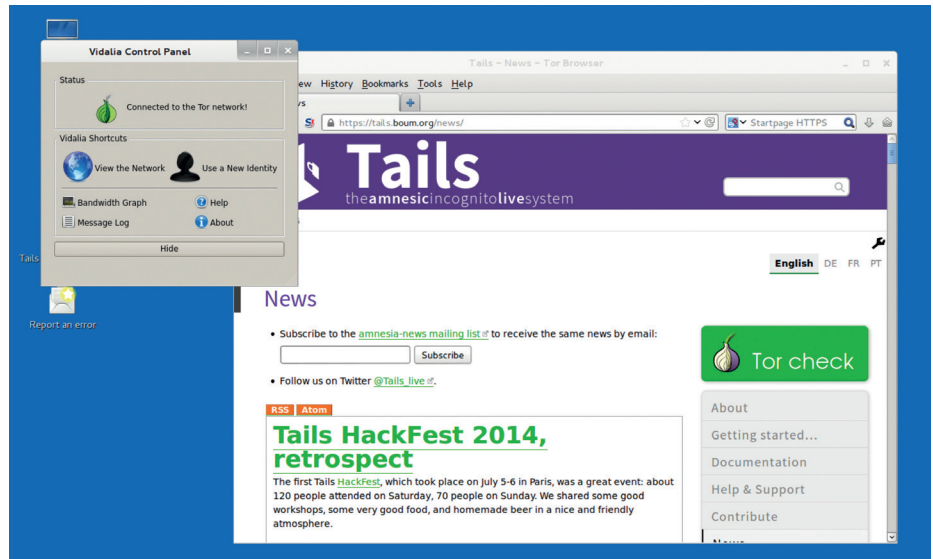 Vidalia Control Panel
Status
Connected to the Tor network!
Vidalia Shortcuts
View the Network
Use a New Identity
Bandwidth Graph
Help
Message Log
About
Hide
Tails
Report an error
Tails - News - Tor Browser
History Bookmarks Tools Help
https://tails.boum.org/news/
Startpage HTTPS
Tails
theamnesicincognitolivesystem
English DE FR PT
News
• Subscribe to the amnesia-news mailing list to receive the same news by email:
Subscribe
• Follow us on Twitter @Tails_live.
RSS Atom
Tails HackFest 2014,
retrospect
The first Tails HackFest, which took place on July 5-6 in Paris, was a great event: about
120 people attended on Saturday, 70 people on Sunday. We shared some good
workshops, some very good food, and homemade beer in a nice and friendly
atmosphere.
Tor check
About
Getting started...
Documentation
Help & Support
Contribute